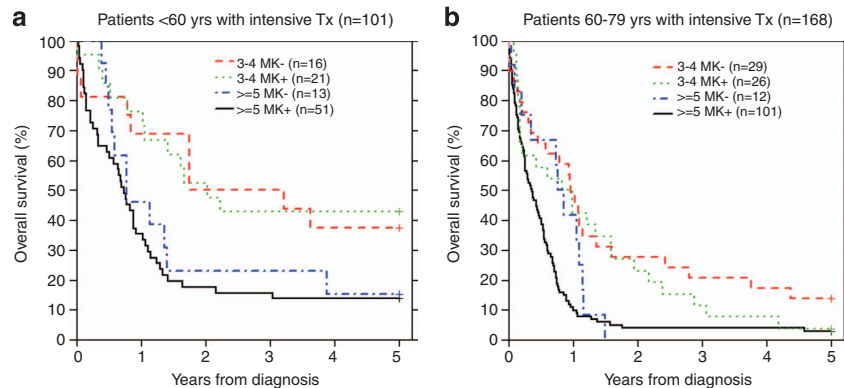 a
Patients <60 yrs with intensive Tx (n=101)
Overall survival (%)
100
90
80
70
60
50
40
30
20
10
0
3-4 MK- (n=16)
3-4 MK+ (n=21)
>=5 MK- (n=13)
>=5 MK+ (n=51)
0 1 2 3 4 5
Years from diagnosis
b
Patients 60-79 yrs with intensive Tx (n=168)
Overall survival (%)
100
90
80
70
60
50
40
30
20
10
0
3-4 MK- (n=29)
3-4 MK+ (n=26)
>=5 MK- (n=12)
>=5 MK+ (n=101)
0 1 2 3 4 5
Years from diagnosis